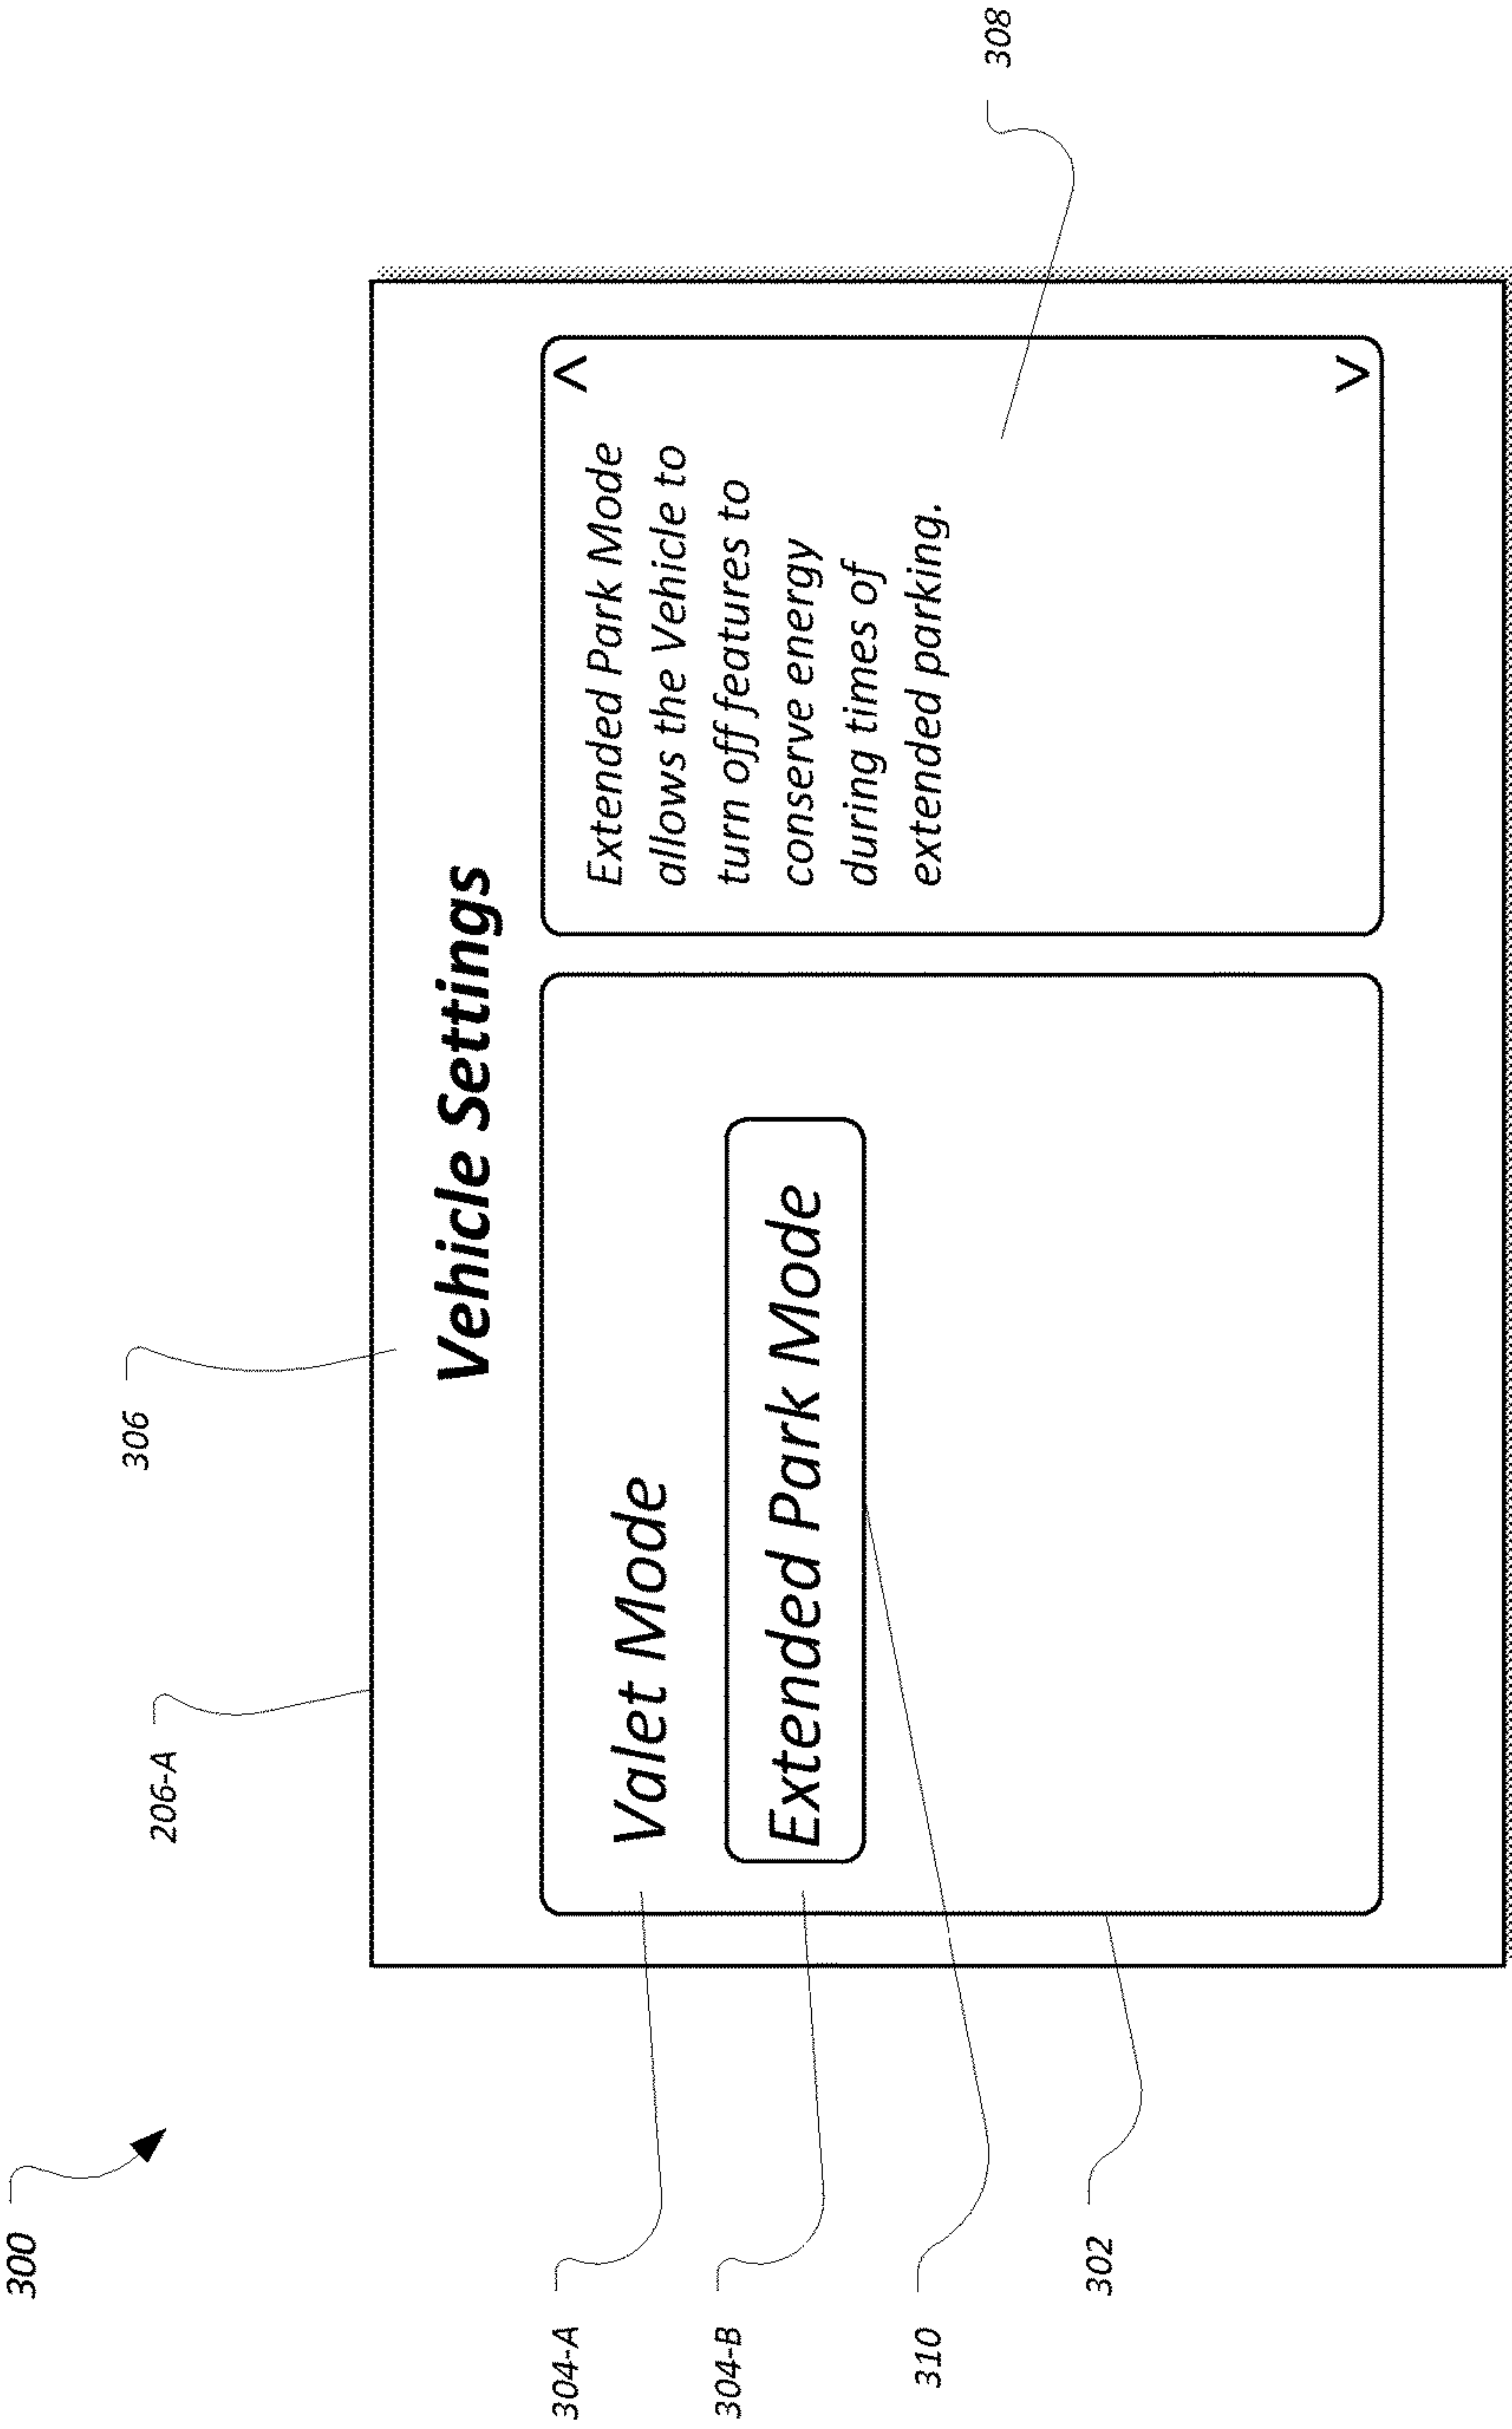 300
206-A
306
Vehicle Settings
304-A
Valet Mode
304-B
Extended Park Mode
310
302
Extended Park Mode
allows the Vehicle to
turn off features to
conserve energy
during times of
extended parking.
<
>
308